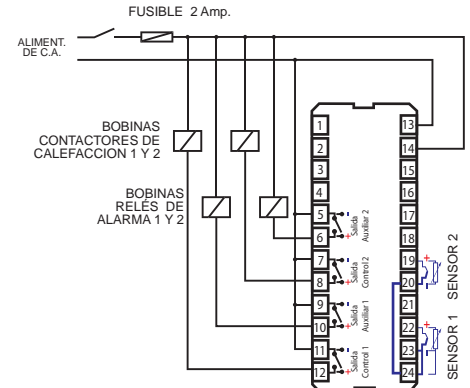 FUSIBLE 2 Amp.
ALIMENT.
DE C.A.
BOBINAS
CONTACTORES DE
CALEFACCION 1 Y 2
BOBINAS
RELÉS DE
ALARMA 1 Y 2
1
2
3
4
5
6
7
8
9
10
11
12
13
14
15
16
17
18
19
20
21
22
23
24
- Salida
+ Auxiliar 2
- Salida
+ Control 2
- Salida
+ Auxiliar 1
- Salida
+ Control 1
+
-
SENSOR 2
+
-
SENSOR 1